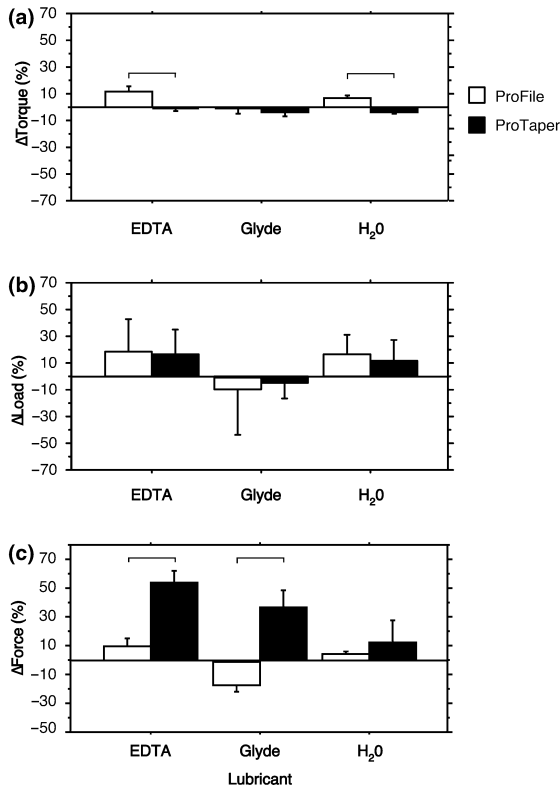 (a)
70
50
30
10
−10
−30
−50
−70
ΔTorque (%)
EDTA Glyde H₂0
ProFile
ProTaper
(b)
70
50
30
10
−10
−30
−50
−70
ΔLoad (%)
EDTA Glyde H₂0
(c)
70
50
30
10
−10
−30
−50
ΔForce (%)
EDTA Glyde H₂0
Lubricant